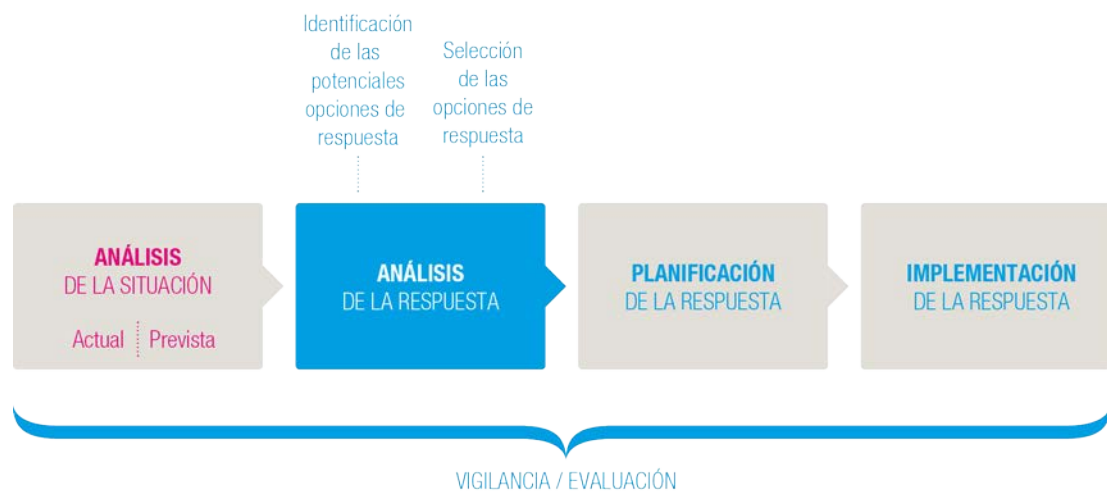 Identificación
de las
potenciales
opciones de
respuesta
Selección
de las
opciones de
respuesta
ANÁLISIS
DE LA SITUACIÓN
Actual Prevista
ANÁLISIS
DE LA RESPUESTA
PLANIFICACIÓN
DE LA RESPUESTA
IMPLEMENTACIÓN
DE LA RESPUESTA
VIGILANCIA / EVALUACIÓN